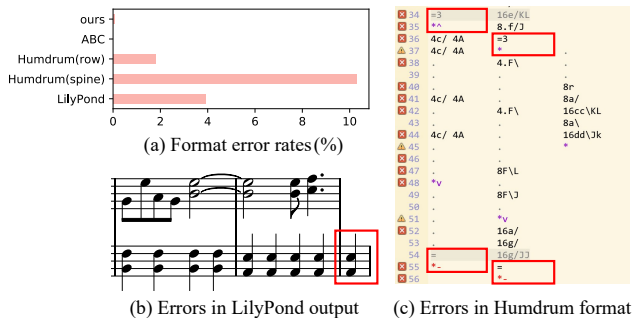 ours
ABC
Humdrum(row)
Humdrum(spine)
LilyPond
0 2 4 6 8 10
(a) Format error rates(%)
(b) Errors in LilyPond output
34 =3 16e/KL
35 *^ 8.f/J
36 4c/ 4A =3
37 4c/ 4A * .
38 . 4.F\ .
39 . . .
40 . . 8r
41 4c/ 4A . 8a/
42 . 4.F\ 16cc\KL
43 . . 8a\
44 4c/ 4A . 16dd\Jk
45 . . *
46 . .
47 . 8F\L
48 *v .
49 . 8F\J
50 . .
51 . *v
52 . 16a/
53 . 16g/
54 = 16g/JJ
55 *- =
56 *-
(c) Errors in Humdrum format